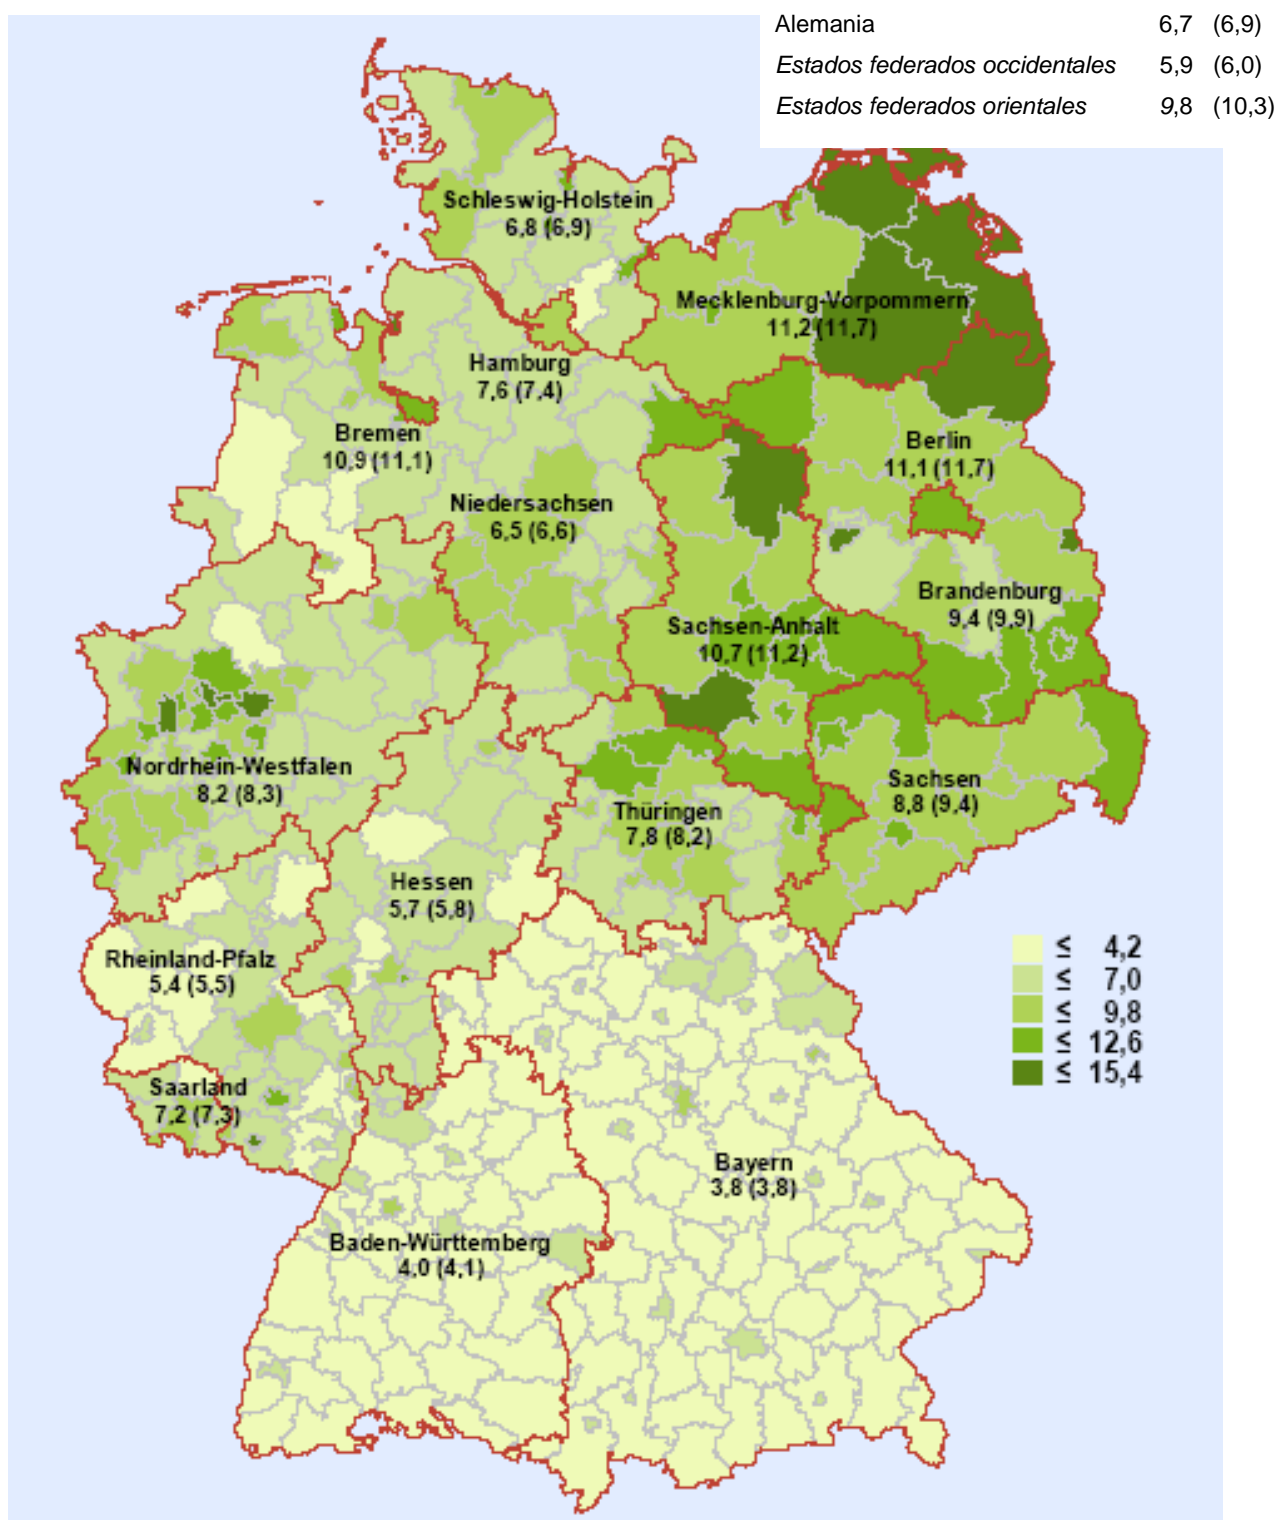 Alemania 6,7 (6,9)
Estados federados occidentales 5,9 (6,0)
Estados federados orientales 9,8 (10,3)
Schleswig-Holstein
6,8 (6,9)
Mecklenburg-Vorpommern
11,2 (11,7)
Hamburg
7,6 (7,4)
Bremen
10,9 (11,1)
Berlin
11,1 (11,7)
Niedersachsen
6,5 (6,6)
Brandenburg
9,4 (9,9)
Sachsen-Anhalt
10,7 (11,2)
Nordrhein-Westfalen
8,2 (8,3)
Sachsen
8,8 (9,4)
Thüringen
7,8 (8,2)
Hessen
5,7 (5,8)
Rheinland-Pfalz
5,4 (5,5)
≤ 4,2
≤ 7,0
≤ 9,8
≤ 12,6
≤ 15,4
Saarland
7,2 (7,3)
Bayern
3,8 (3,8)
Baden-Württemberg
4,0 (4,1)